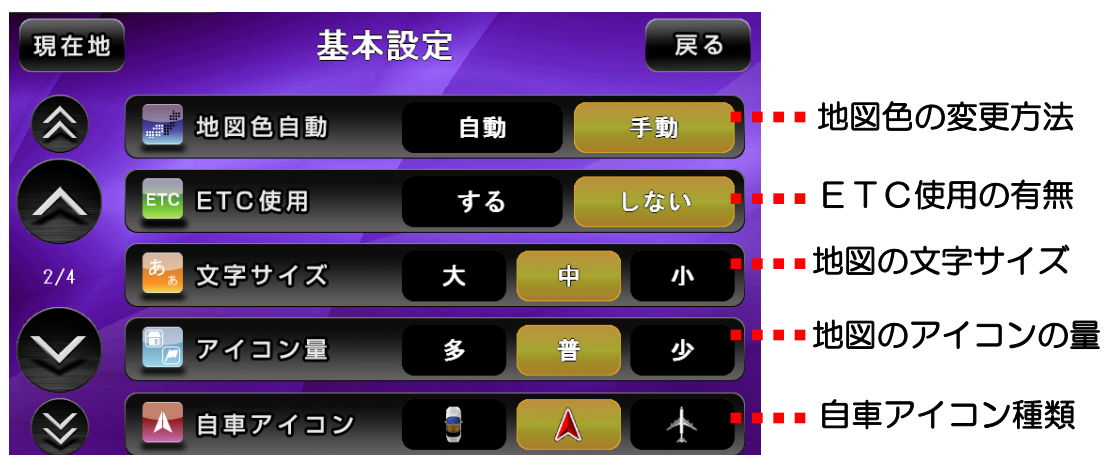 現在地 基本設定 戻る
地図色自動 自動 手動 地図色の変更方法
ETC ETC使用 する しない ETC使用の有無
あぁ 文字サイズ 大 中 小 地図の文字サイズ
2/4
アイコン量 多 普 少 地図のアイコンの量
自車アイコン 自車アイコン種類